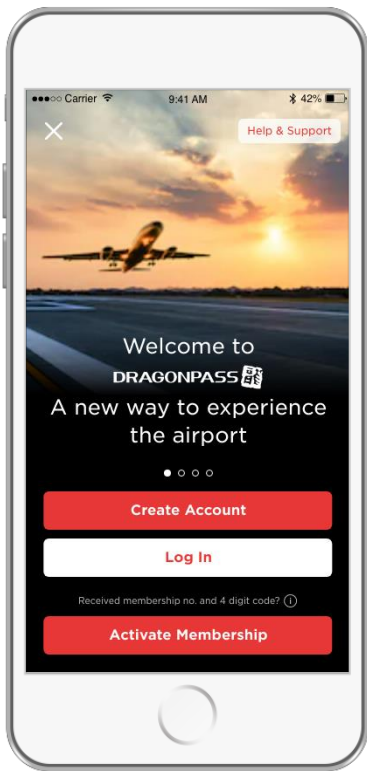 Carrier 9:41 AM 42%
Help & Support
Welcome to
DRAGONPASS
A new way to experience
the airport
Create Account
Log In
Received membership no. and 4 digit code?
Activate Membership